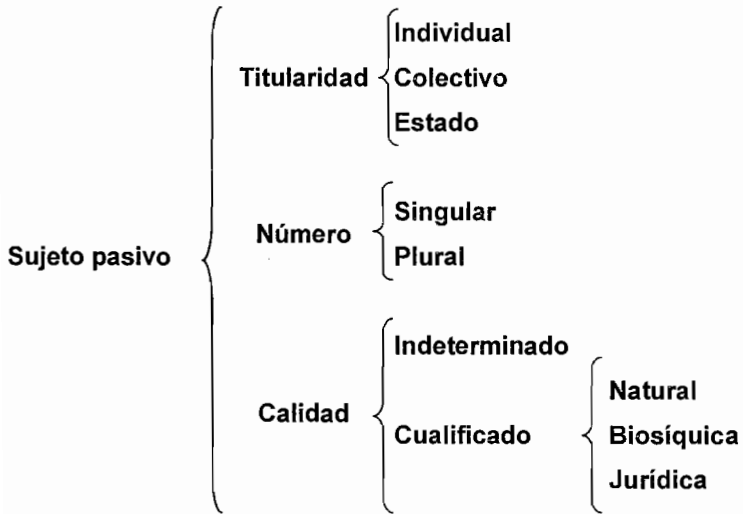 Sujeto pasivo
Titularidad
Individual
Colectivo
Estado
Número
Singular
Plural
Calidad
Indeterminado
Cualificado
Natural
Biosíquica
Jurídica